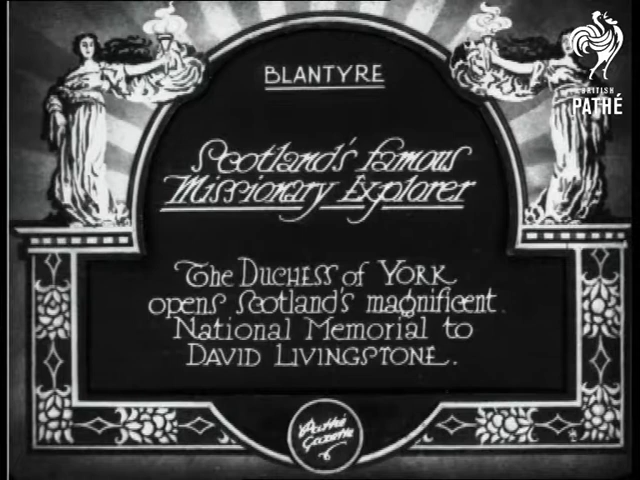 BLANTYRE
BRITISH
PATHÉ
Scotland's famous
Missionary Explorer
The DUCHESS of YORK
opens Scotland's magnificent
National Memorial to
DAVID LIVINGSTONE.
Pathé
Gazette